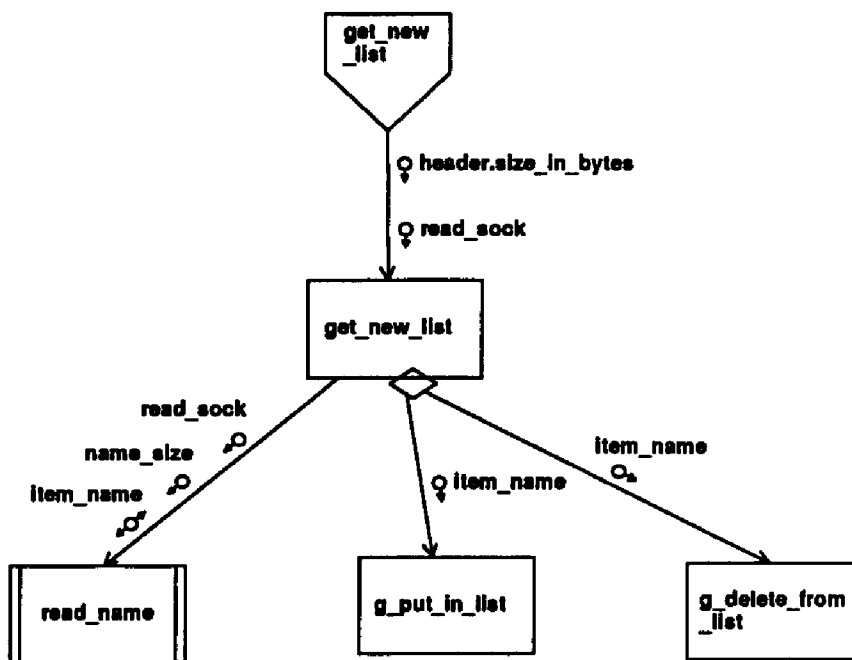 get_new
_list
header.size_in_bytes
read_sock
get_new_list
read_sock
name_size
item_name
item_name
item_name
read_name
g_put_in_list
g_delete_from
_list